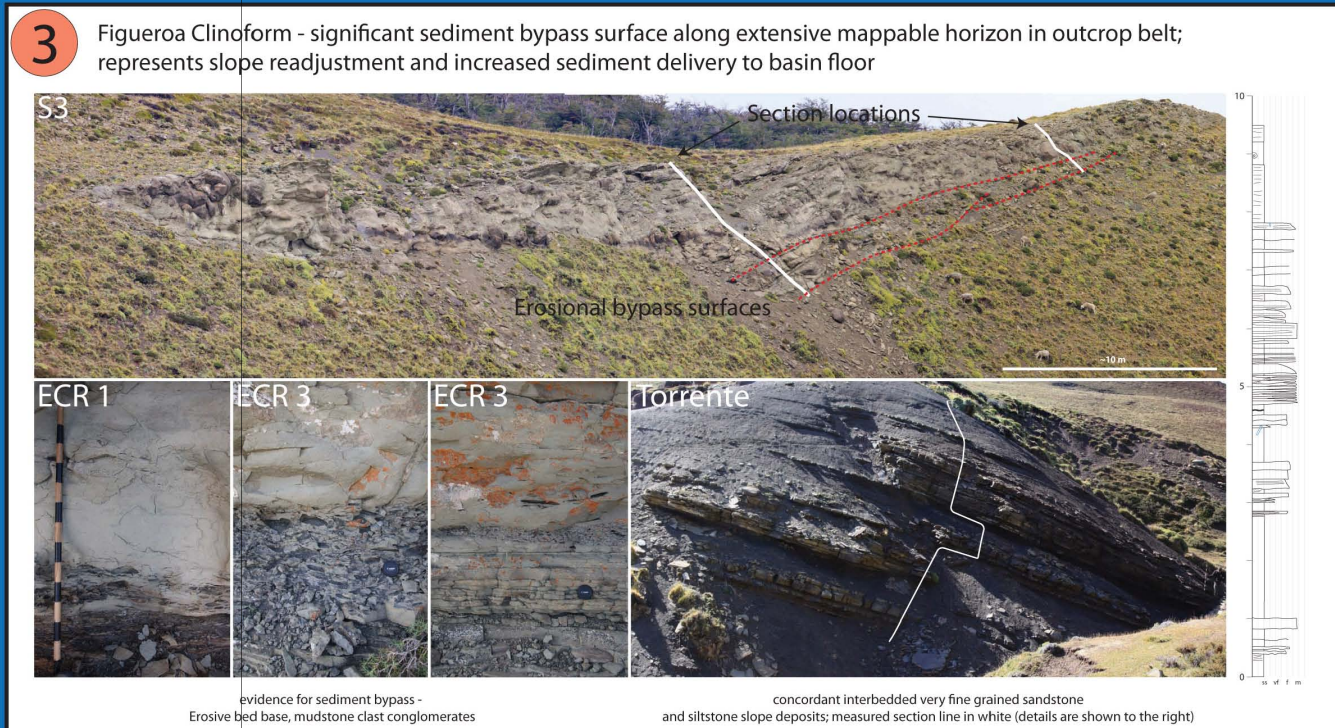 3
Figueroa Clinoform - significant sediment bypass surface along extensive mappable horizon in outcrop belt;
represents slope readjustment and increased sediment delivery to basin floor
S3
Section locations
Erosional bypass surfaces
~10 m
ECR 1
ECR 3
ECR 3
Torrente
evidence for sediment bypass -
Erosive bed base, mudstone clast conglomerates
concordant interbedded very fine grained sandstone
and siltstone slope deposits; measured section line in white (details are shown to the right)
10
5
0
ss vf f m